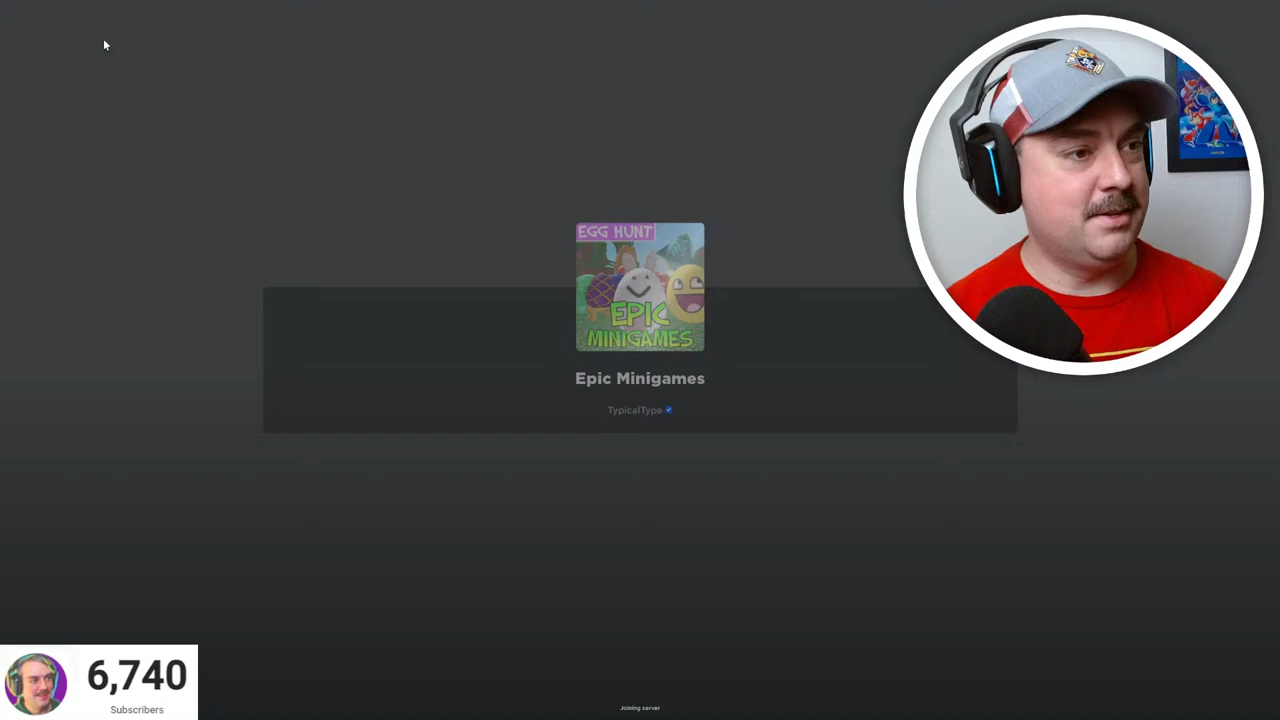 EGG HUNT
EPIC
MINIGAMES
Epic Minigames
TypicalType
6,740
Subscribers
Joining server